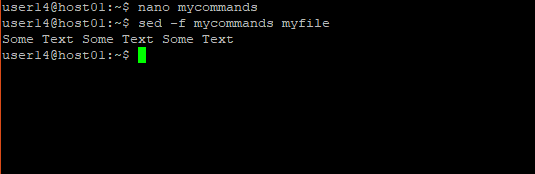 user14@host01:~$ nano mycommands
user14@host01:~$ sed -f mycommands myfile
Some Text Some Text Some Text
user14@host01:~$